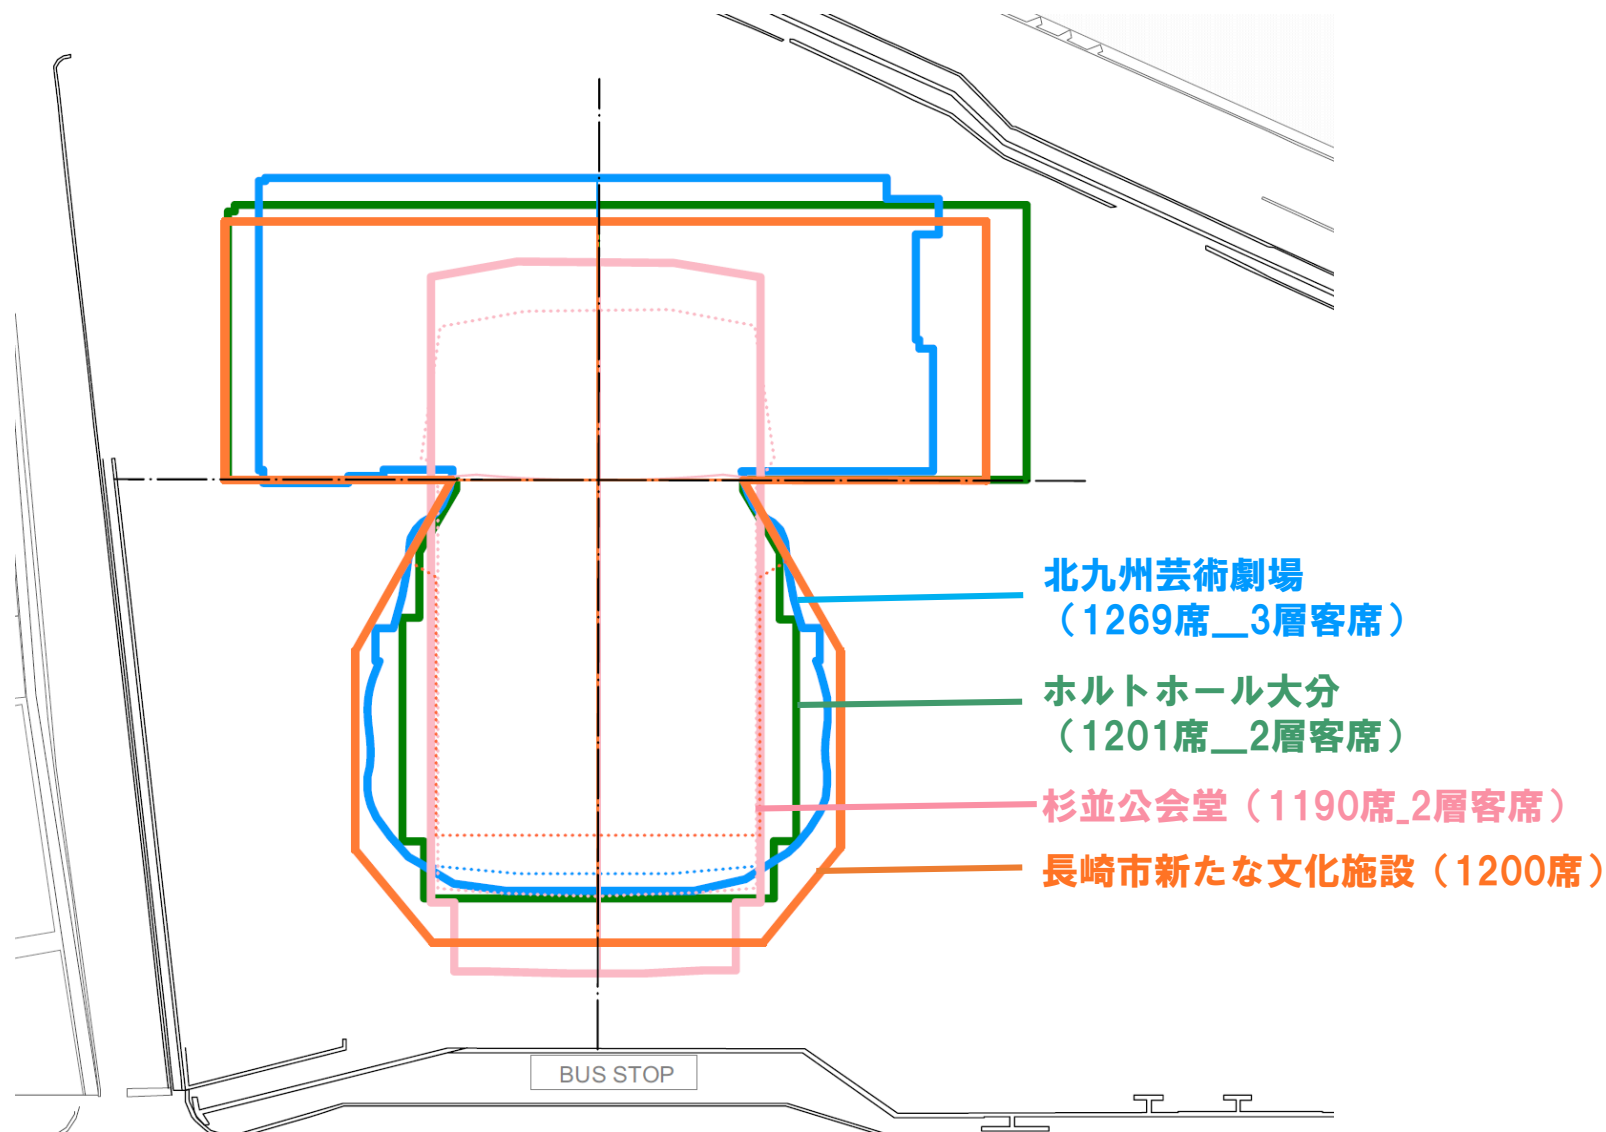 北九州芸術劇場
（1269席__3層客席）
ホルトホール大分
（1201席__2層客席）
杉並公会堂（1190席_2層客席）
長崎市新たな文化施設（1200席）
BUS STOP